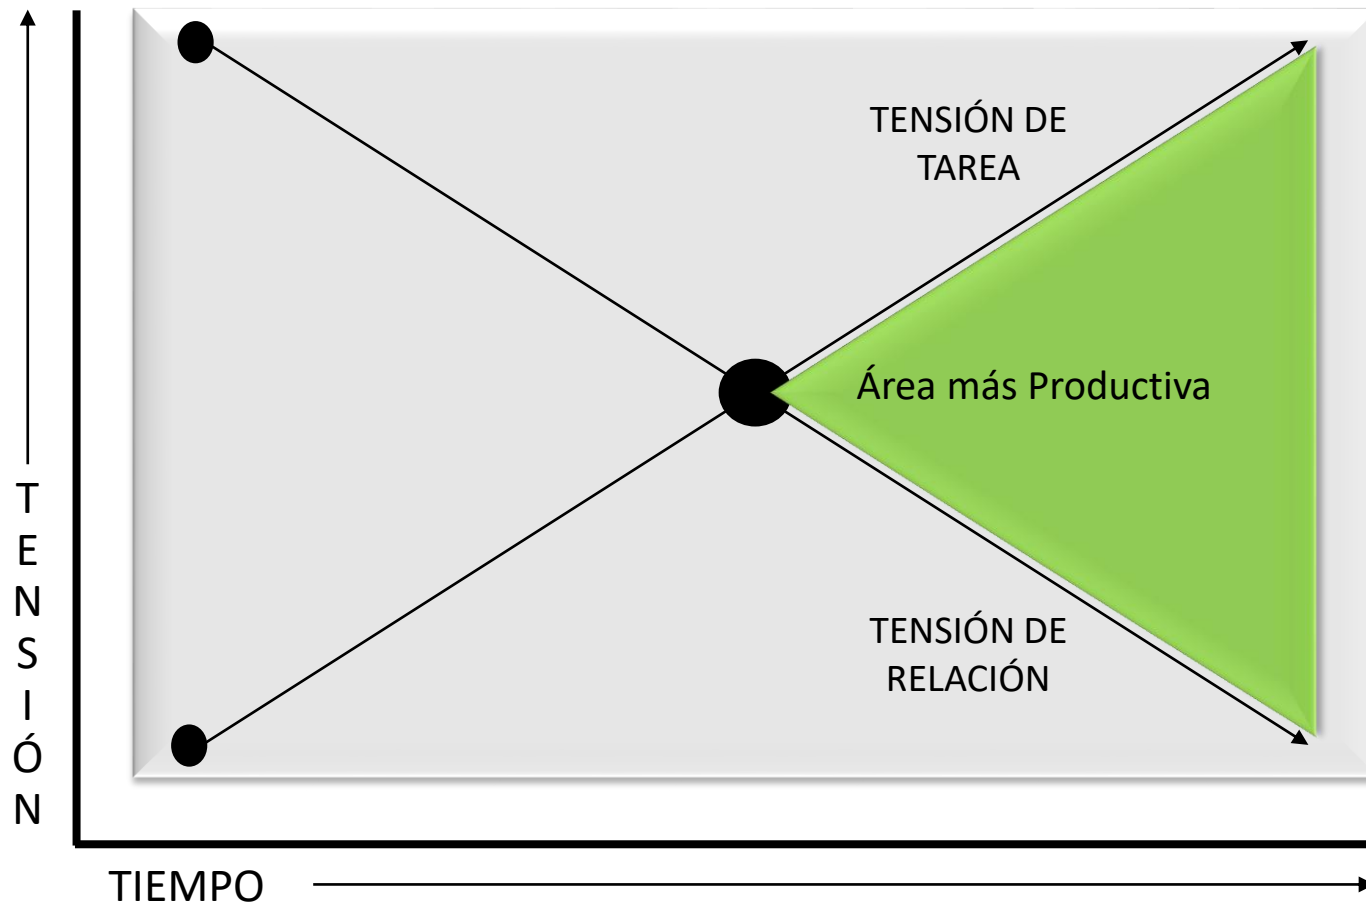 TENSIÓN DE
TAREA
Área más Productiva
TENSIÓN DE
RELACIÓN
T
E
N
S
I
Ó
N
TIEMPO